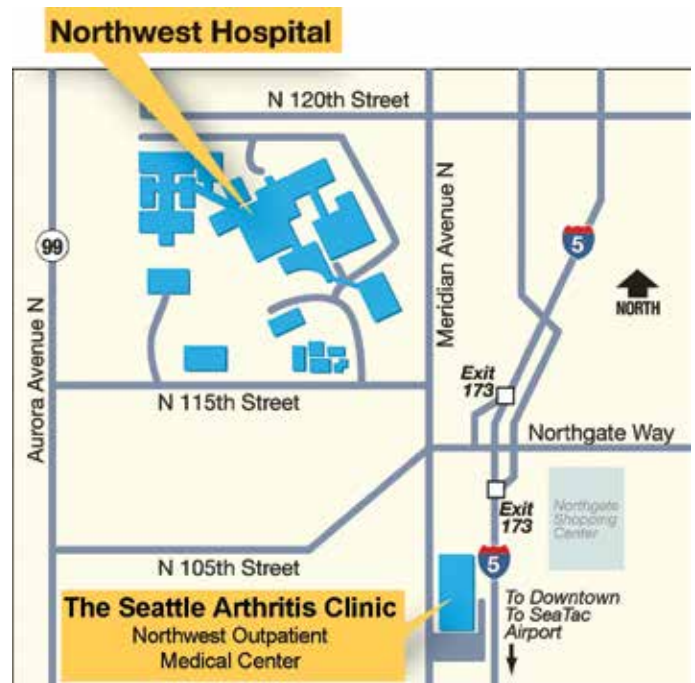 Northwest Hospital
N 120th Street
Meridian Avenue N
99
5
NORTH
Aurora Avenue N
Exit
173
N 115th Street
Northgate Way
Exit
173
Northgate
Shopping
Center
N 105th Street
5
The Seattle Arthritis Clinic
Northwest Outpatient
Medical Center
To Downtown
To SeaTac
Airport